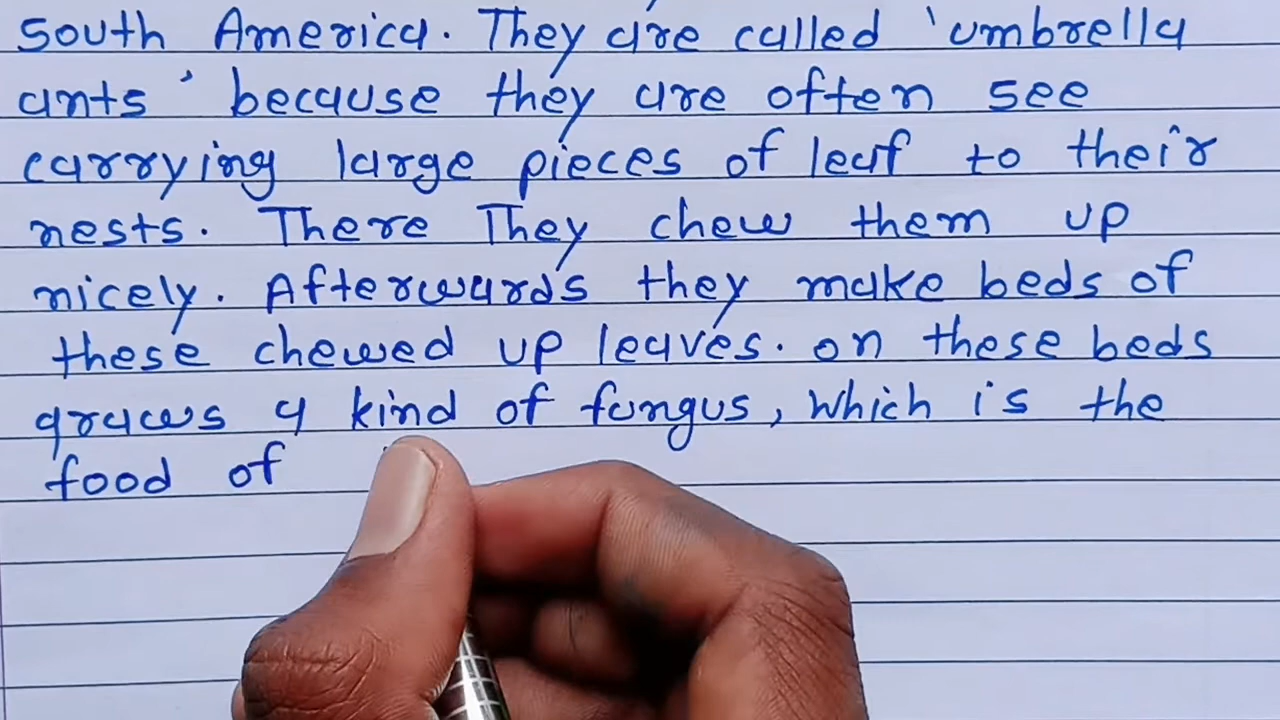 South America. They are called 'umbrella
ants' because they are often see
carrying large pieces of leaf to their
nests. There They chew them up
nicely. Afterwards they make beds of
these chewed up leaves. on these beds
grows a kind of fungus, which is the
food of